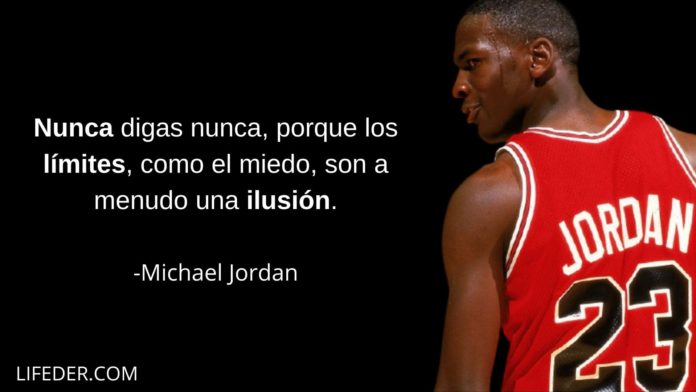 Nunca digas nunca, porque los
límites, como el miedo, son a
menudo una ilusión.
-Michael Jordan
LIFEDER.COM
JORDAN
23